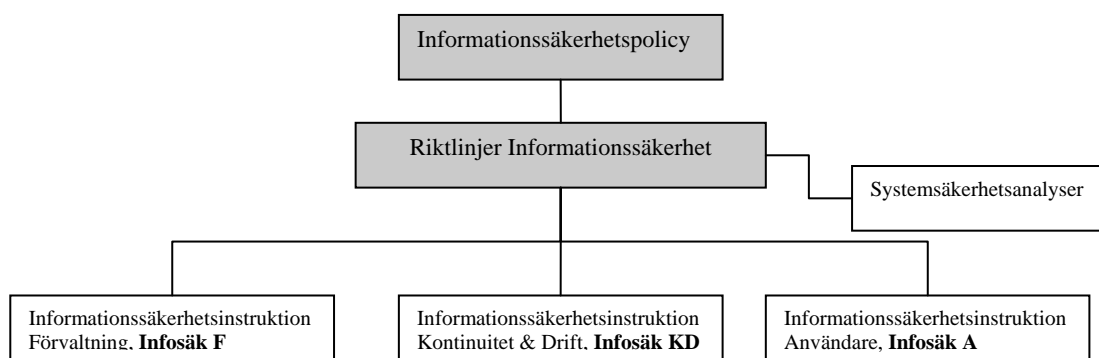 Informationssäkerhetspolicy
Riktlinjer Informationssäkerhet
Systemsäkerhetsanalyser
Informationssäkerhetsinstruktion
Förvaltning, Infosäk F
Informationssäkerhetsinstruktion
Kontinuitet & Drift, Infosäk KD
Informationssäkerhetsinstruktion
Användare, Infosäk A